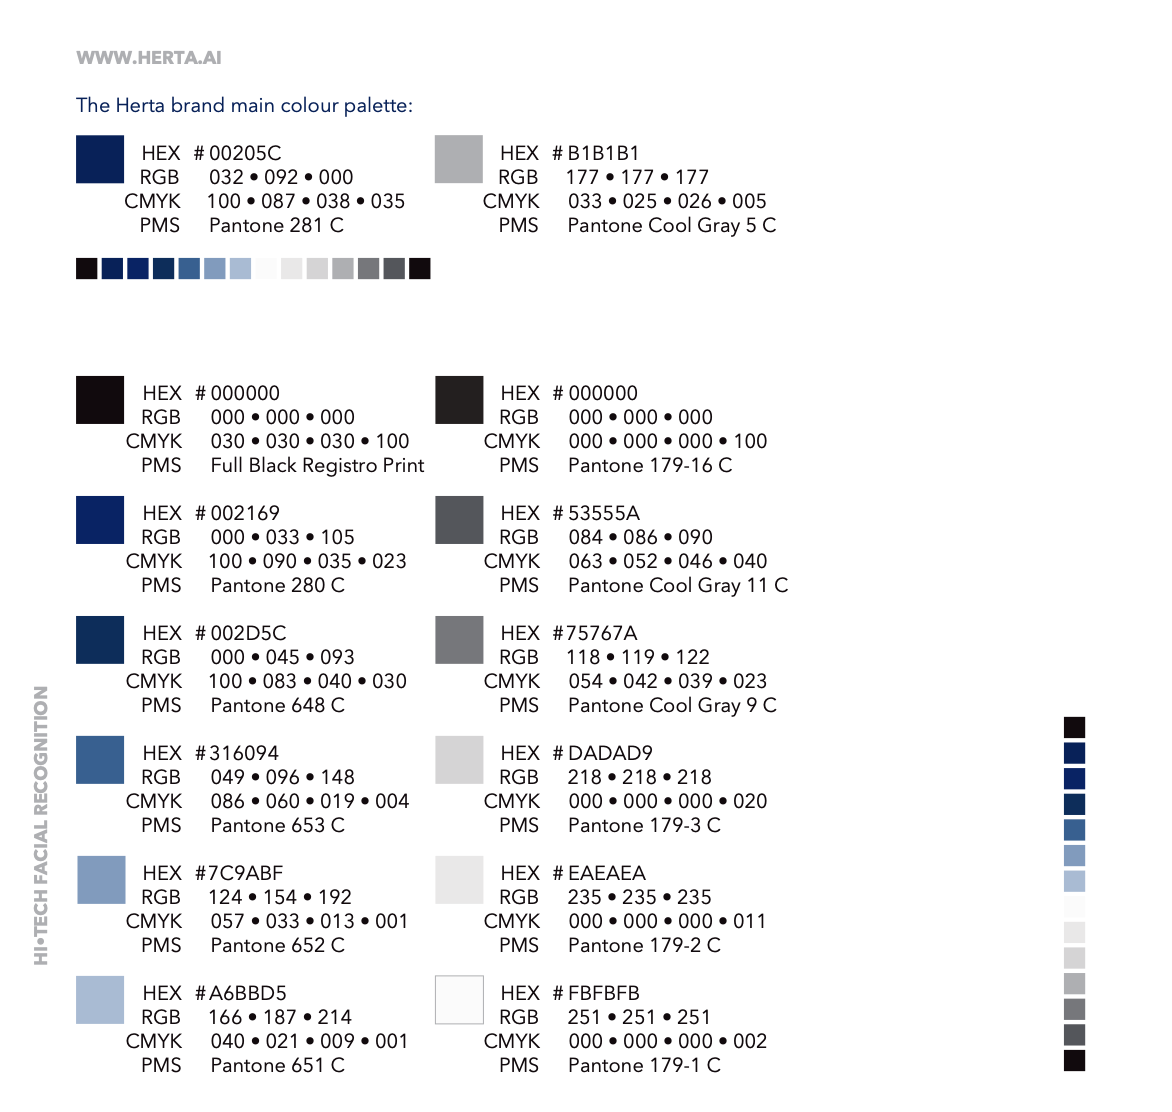 WWW.HERTA.AI
The Herta brand main colour palette:
HEX # 00205C
RGB 032 • 092 • 000
CMYK 100 • 087 • 038 • 035
PMS Pantone 281 C
HEX # B1B1B1
RGB 177 • 177 • 177
CMYK 033 • 025 • 026 • 005
PMS Pantone Cool Gray 5 C
HEX # 000000
RGB 000 • 000 • 000
CMYK 030 • 030 • 030 • 100
PMS Full Black Registro Print
HEX # 002169
RGB 000 • 033 • 105
CMYK 100 • 090 • 035 • 023
PMS Pantone 280 C
HEX # 002D5C
RGB 000 • 045 • 093
CMYK 100 • 083 • 040 • 030
PMS Pantone 648 C
HEX #316094
RGB 049 • 096 • 148
CMYK 086 • 060 • 019 • 004
PMS Pantone 653 C
HEX #7C9ABF
RGB 124 • 154 • 192
CMYK 057 • 033 • 013 • 001
PMS Pantone 652 C
HEX #A6BBD5
RGB 166 • 187 • 214
CMYK 040 • 021 • 009 • 001
PMS Pantone 651 C
HEX # 000000
RGB 000 • 000 • 000
CMYK 000 • 000 • 000 • 100
PMS Pantone 179-16 C
HEX # 53555A
RGB 084 • 086 • 090
CMYK 063 • 052 • 046 • 040
PMS Pantone Cool Gray 11 C
HEX #75767A
RGB 118 • 119 • 122
CMYK 054 • 042 • 039 • 023
PMS Pantone Cool Gray 9 C
HEX # DADAD9
RGB 218 • 218 • 218
CMYK 000 • 000 • 000 • 020
PMS Pantone 179-3 C
HEX # EAEAEA
RGB 235 • 235 • 235
CMYK 000 • 000 • 000 • 011
PMS Pantone 179-2 C
HEX # FBFBFB
RGB 251 • 251 • 251
CMYK 000 • 000 • 000 • 002
PMS Pantone 179-1 C
HI•TECH FACIAL RECOGNITION